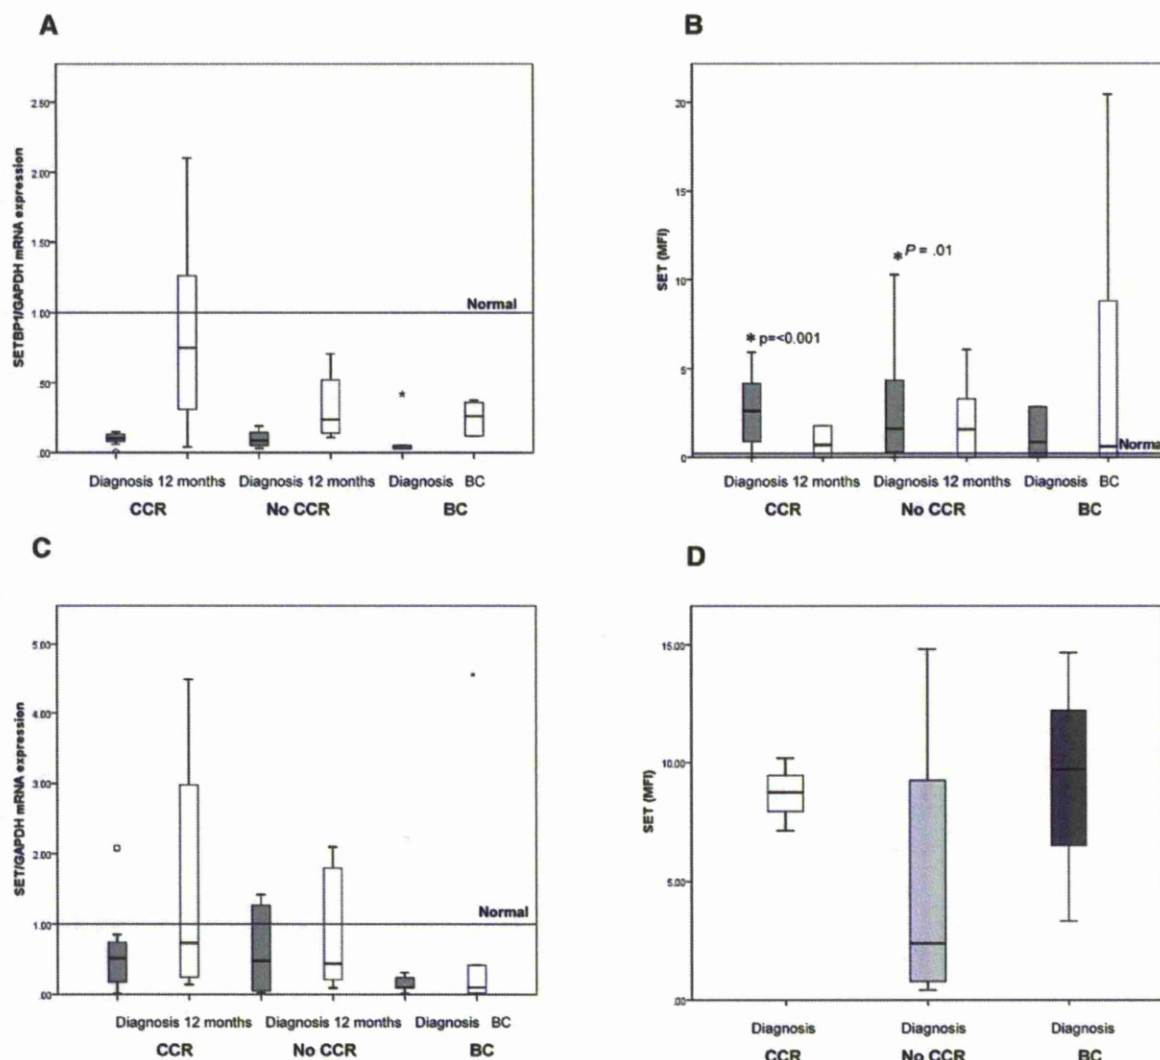 A
SETBP1/GAPDH mRNA expression
2.50
2.00
1.50
1.00
.50
.00
Normal
*
Diagnosis 12 months Diagnosis 12 months Diagnosis BC
CCR No CCR BC
B
SET (MFI)
20
15
10
5
0
* p=<0.001
* P = .01
Norma
Diagnosis 12 months Diagnosis 12 months Diagnosis BC
CCR No CCR BC
C
SET/GAPDH mRNA expression
5.00
4.00
3.00
2.00
1.00
.00
Normal
Diagnosis 12 months Diagnosis 12 months Diagnosis BC
CCR No CCR BC
D
SET (MFI)
15.00
10.00
5.00
.00
Diagnosis Diagnosis Diagnosis
CCR No CCR BC